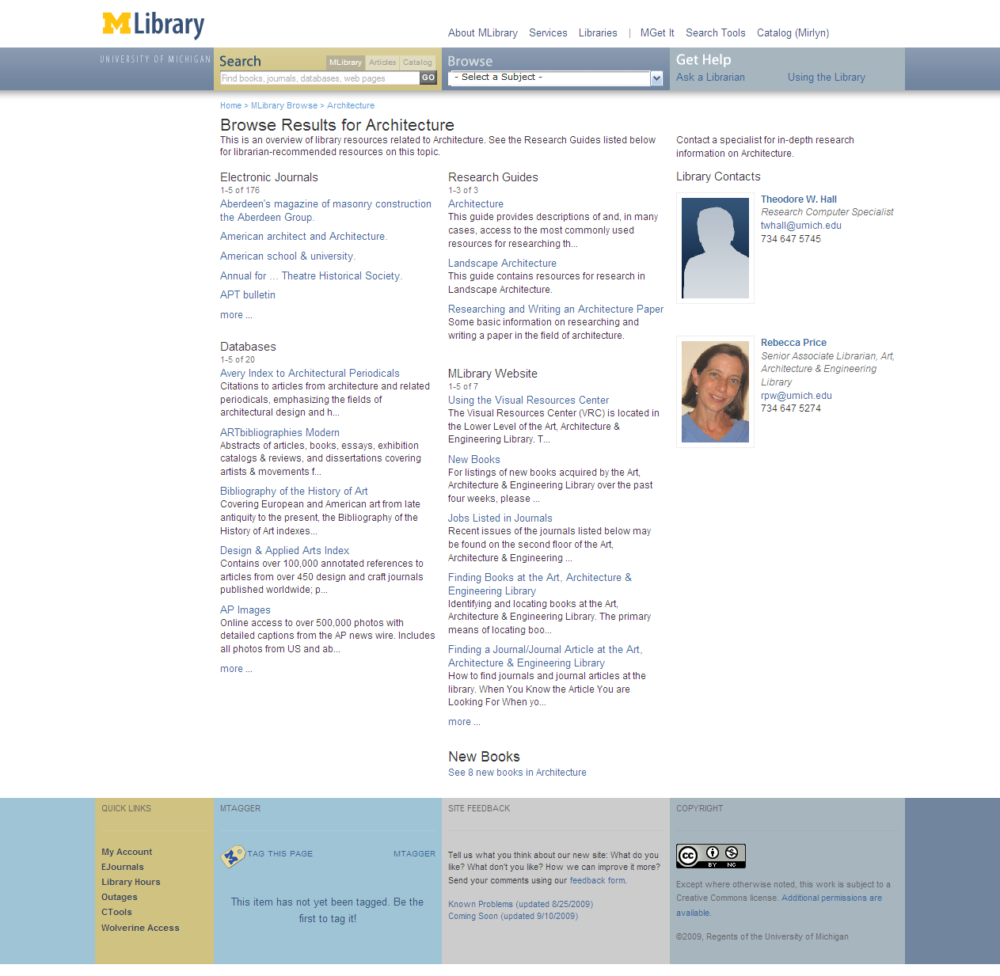 MLibrary
About MLibrary Services Libraries | MGet It Search Tools Catalog (Mirlyn)
UNIVERSITY OF MICHIGAN
Search
MLibrary Articles Catalog
Find books, journals, databases, web pages GO
Browse
- Select a Subject -
Get Help
Ask a Librarian Using the Library
Home > MLibrary Browse > Architecture
Browse Results for Architecture
This is an overview of library resources related to Architecture. See the Research Guides listed below
for librarian-recommended resources on this topic.
Electronic Journals
1-5 of 176
Aberdeen's magazine of masonry construction
the Aberdeen Group.
American architect and Architecture.
American school & university.
Annual for ... Theatre Historical Society.
APT bulletin
more ...
Databases
1-5 of 20
Avery Index to Architectural Periodicals
Citations to articles from architecture and related
periodicals, emphasizing the fields of
architectural design and h...
ARTbibliographies Modern
Abstracts of articles, books, essays, exhibition
catalogs & reviews, and dissertations covering
artists & movements f...
Bibliography of the History of Art
Covering European and American art from late
antiquity to the present, the Bibliography of the
History of Art indexes...
Design & Applied Arts Index
Contains over 100,000 annotated references to
articles from over 450 design and craft journals
published worldwide; p...
AP Images
Online access to over 500,000 photos with
detailed captions from the AP news wire. Includes
all photos from US and ab...
more ...
Research Guides
1-3 of 3
Architecture
This guide provides descriptions of and, in many
cases, access to the most commonly used
resources for researching th...
Landscape Architecture
This guide contains resources for research in
Landscape Architecture.
Researching and Writing an Architecture Paper
Some basic information on researching and
writing a paper in the field of architecture.
MLibrary Website
1-5 of 7
Using the Visual Resources Center
The Visual Resources Center (VRC) is located in
the Lower Level of the Art, Architecture &
Engineering Library. T...
New Books
For listings of new books acquired by the Art,
Architecture & Engineering Library over the past
four weeks, please ...
Jobs Listed in Journals
Recent issues of the journals listed below may
be found on the second floor of the Art,
Architecture & Engineering ...
Finding Books at the Art, Architecture &
Engineering Library
Identifying and locating books at the Art,
Architecture & Engineering Library. The primary
means of locating boo...
Finding a Journal/Journal Article at the Art,
Architecture & Engineering Library
How to find journals and journal articles at the
library. When You Know the Article You are
Looking For When yo...
more ...
New Books
See 8 new books in Architecture
Contact a specialist for in-depth research
information on Architecture.
Library Contacts
Theodore W. Hall
Research Computer Specialist
twhall@umich.edu
734 647 5745
Rebecca Price
Senior Associate Librarian, Art,
Architecture & Engineering
Library
rpw@umich.edu
734 647 5274
QUICK LINKS
My Account
EJournals
Library Hours
Outages
CTools
Wolverine Access
MTAGGER
M TAG THIS PAGE MTAGGER
This item has not yet been tagged. Be the
first to tag it!
SITE FEEDBACK
Tell us what you think about our new site: What do you
like? What don't you like? How we can improve it more?
Send your comments using our feedback form.
Known Problems (updated 8/25/2009)
Coming Soon (updated 9/10/2009)
COPYRIGHT
cc $
BY NC
Except where otherwise noted, this work is subject to a
Creative Commons license. Additional permissions are
available.
©2009, Regents of the University of Michigan